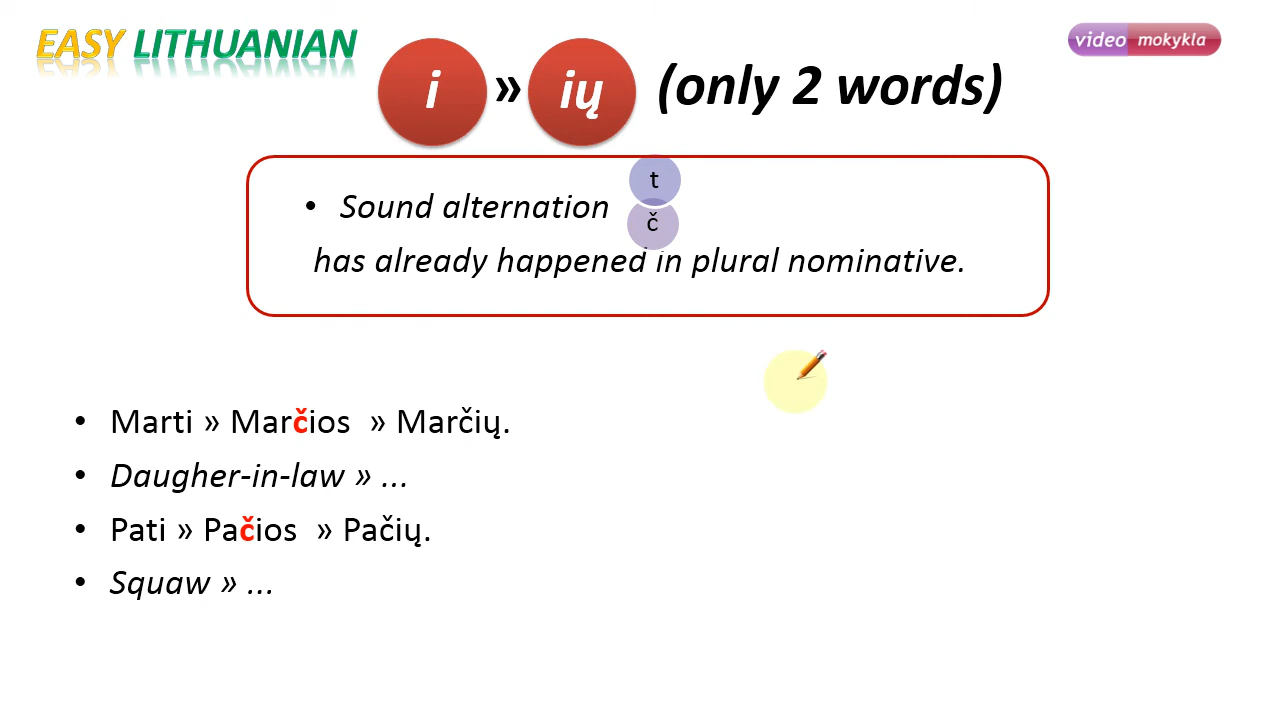 EASY LITHUANIAN
video mokykla
i » ių (only 2 words)
t
• Sound alternation
č
has already happened in plural nominative.
• Marti » Marčios » Marčių.
• Daugher-in-law » ...
• Pati » Pačios » Pačių.
• Squaw » ...